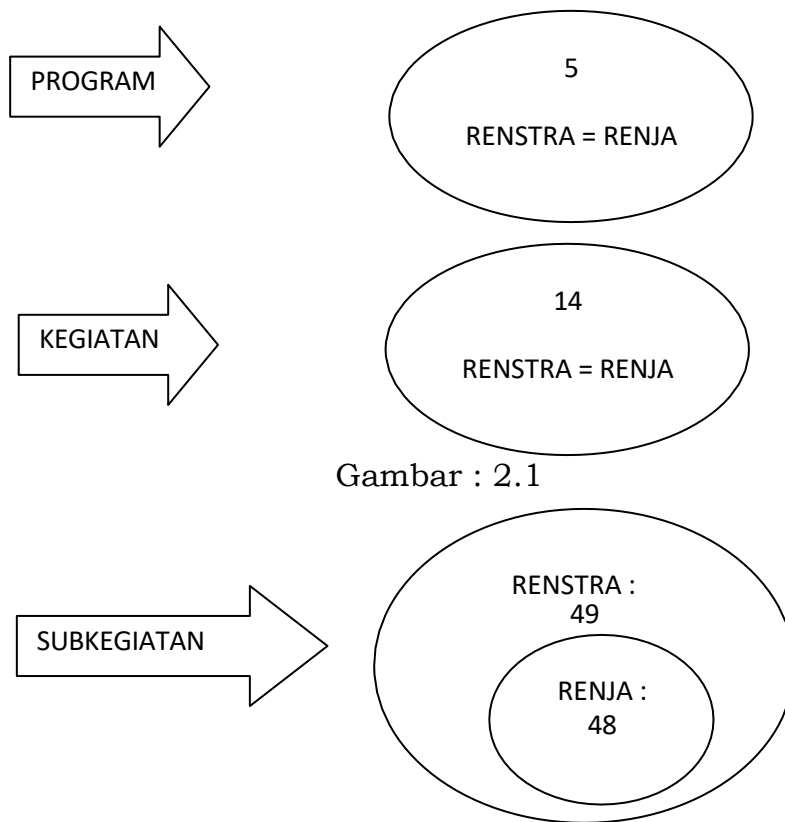 PROGRAM
5
RENSTRA = RENJA
KEGIATAN
14
RENSTRA = RENJA
Gambar : 2.1
SUBKEGIATAN
RENSTRA :
49
RENJA :
48